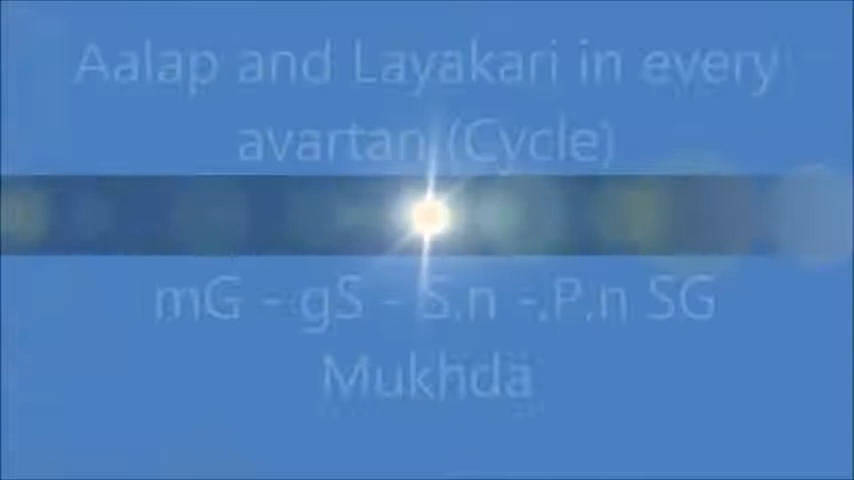 Aalap and Layakari in every
avartan (Cycle)
mG - gS - S.n -.P.n SG
Mukhda